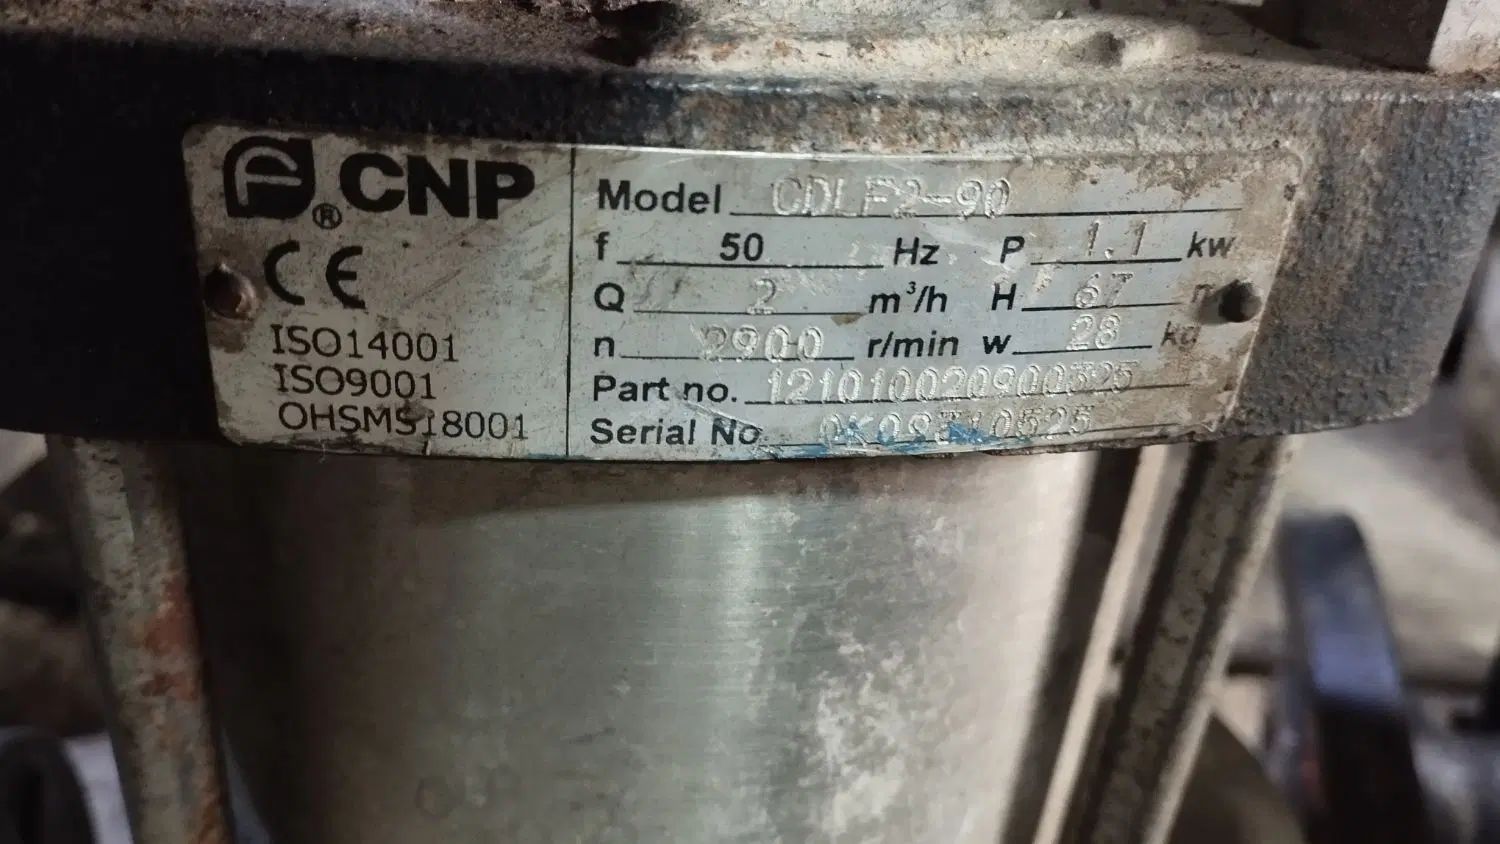 CNP
®
CE
ISO14001
ISO9001
OHSMS18001
Model CDLF2-90
f 50 Hz P 1.1 kw
Q 2 m³/h H 67
n 2900 r/min w 28 kg
Part no.
Serial No.